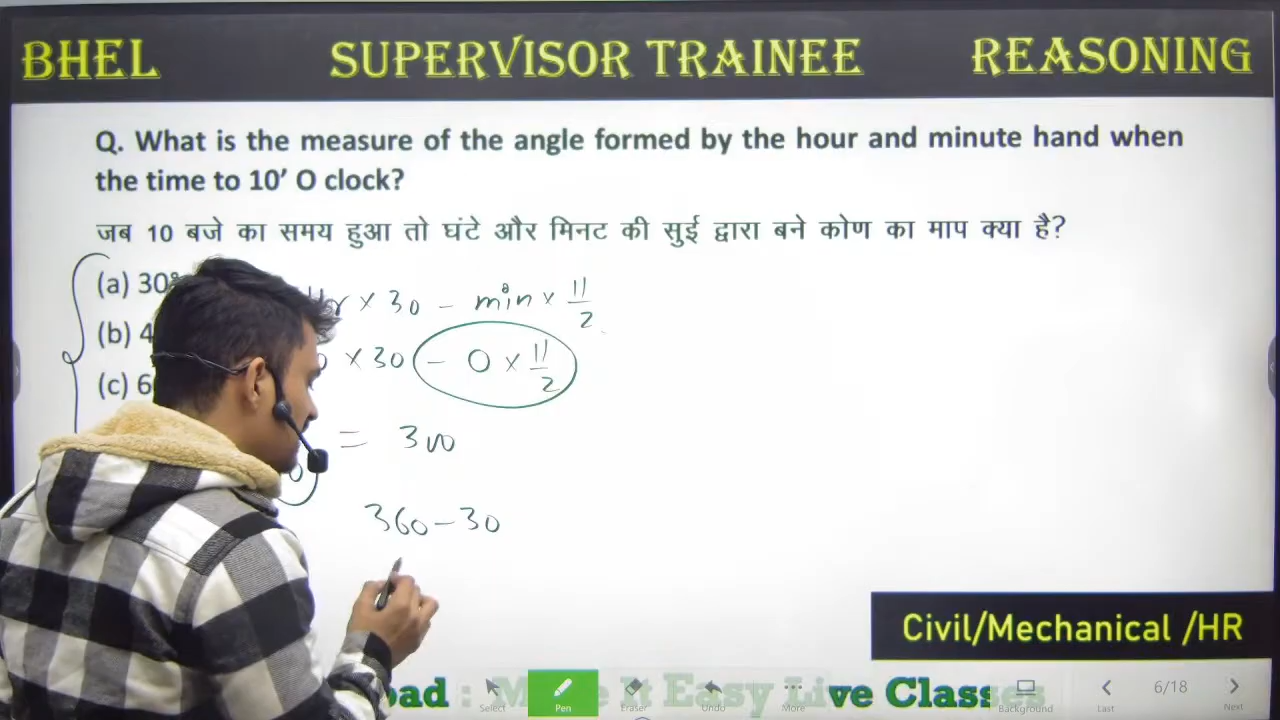 BHEL SUPERVISOR TRAINEE REASONING
Q. What is the measure of the angle formed by the hour and minute hand when
the time to 10’ O clock?
जब 10 बजे का समय हुआ तो घंटे और मिनट की सुई द्वारा बने कोण का माप क्या है?
(a) 30°
× 30 - min × 11/2
(b) 4
× 30 - 0 × 11/2
(c) 6
= 300
360-30
Civil/Mechanical /HR
Live Classes
Select Pen Eraser Undo More Background Last 6/18 Next